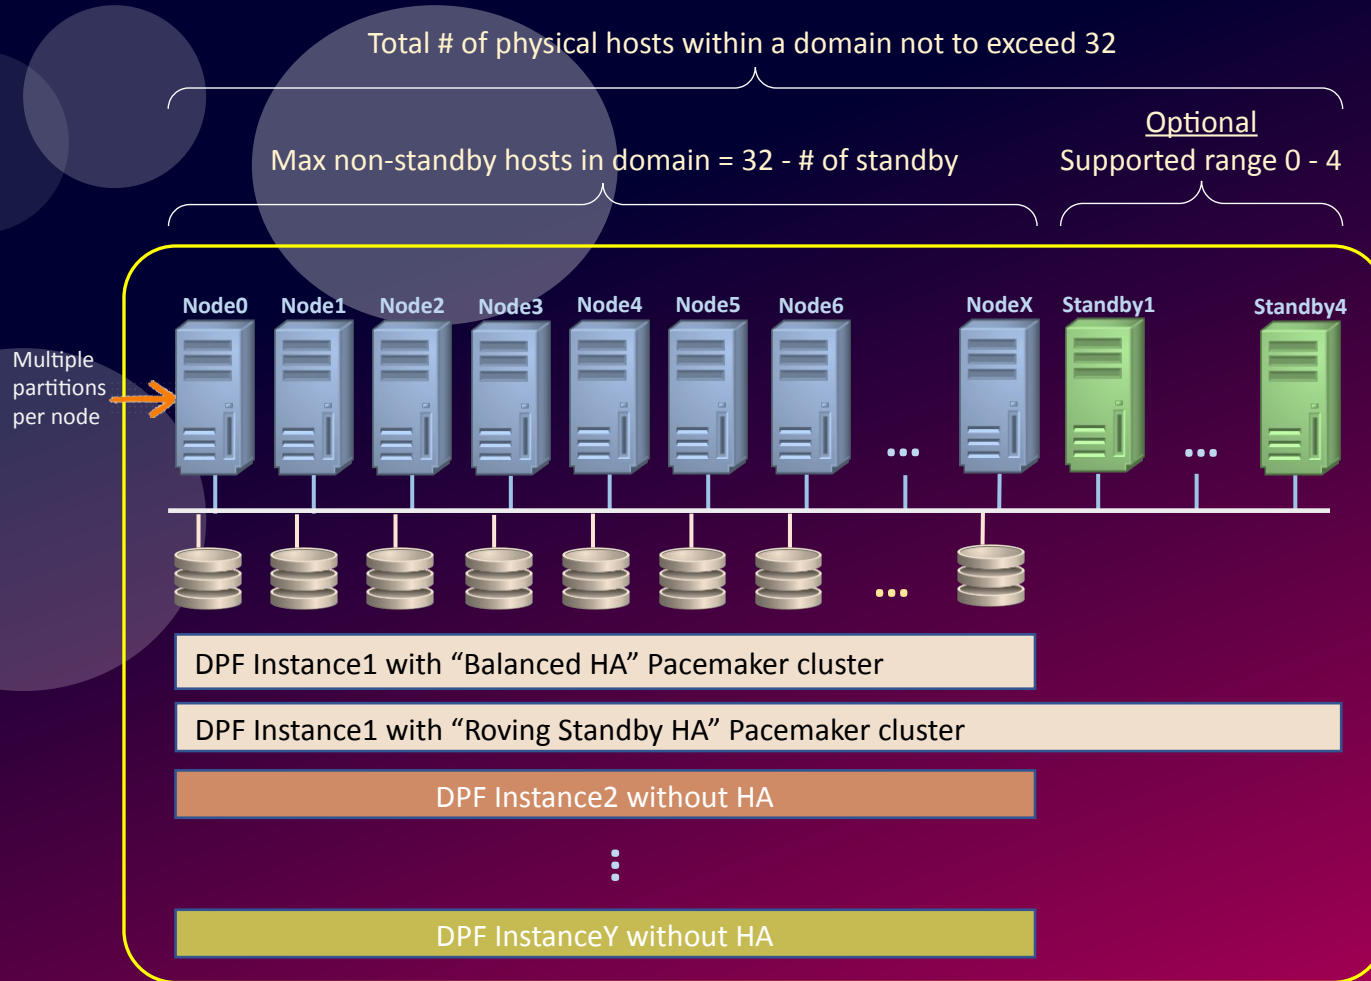 Total # of physical hosts within a domain not to exceed 32
Optional
Max non-standby hosts in domain = 32 - # of standby
Supported range 0 - 4
Node0 Node1 Node2 Node3 Node4 Node5 Node6 NodeX Standby1 Standby4
Multiple
partitions
per node
...
...
...
DPF Instance1 with “Balanced HA” Pacemaker cluster
DPF Instance1 with “Roving Standby HA” Pacemaker cluster
DPF Instance2 without HA
DPF InstanceY without HA